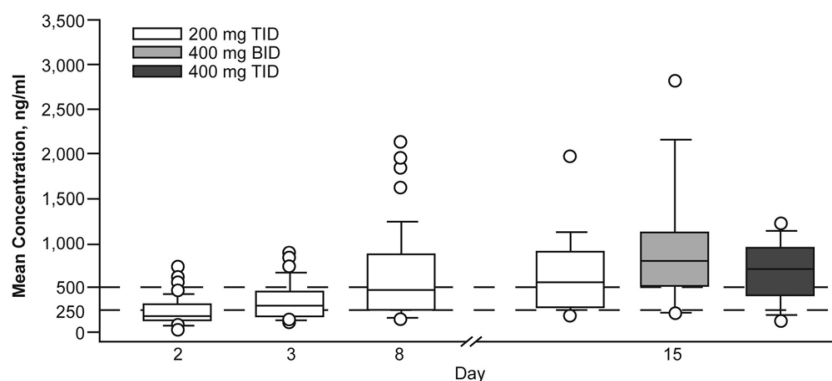 3,500
3,000
2,500
2,000
1,500
1,000
500
250
0
Mean Concentration, ng/ml
200 mg TID
400 mg BID
400 mg TID
2 3 8 15
Day